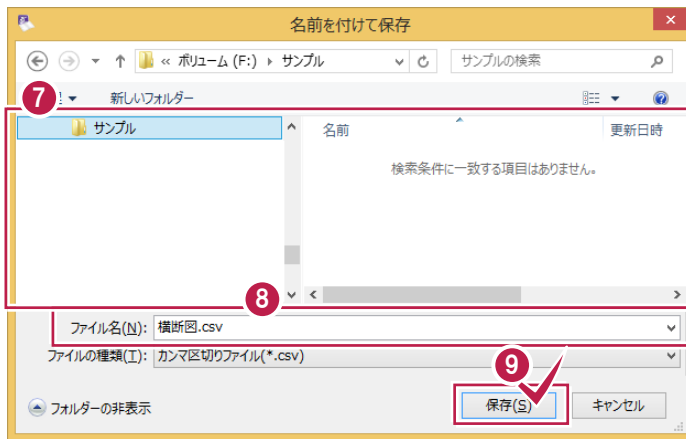 名前を付けて保存
« ボリューム (F:) サンプル サンプルの検索
7 新しいフォルダー
サンプル 名前 更新日時
検索条件に一致する項目はありません。
8
ファイル名(N): 横断図.csv
ファイルの種類(T): カンマ区切りファイル(*.csv)
9
フォルダーの非表示 保存(S) キャンセル